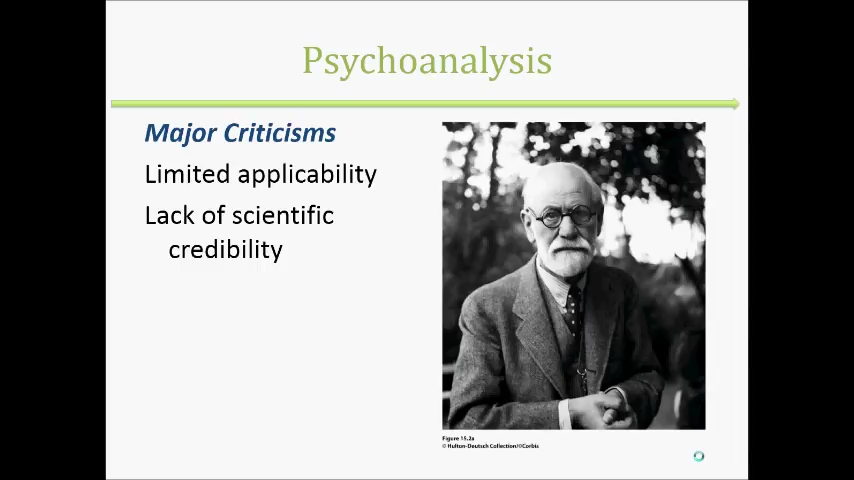 Psychoanalysis
Major Criticisms
Limited applicability
Lack of scientific
credibility
Figure 15.2a
© Hulton-Deutsch Collection/©Corbis